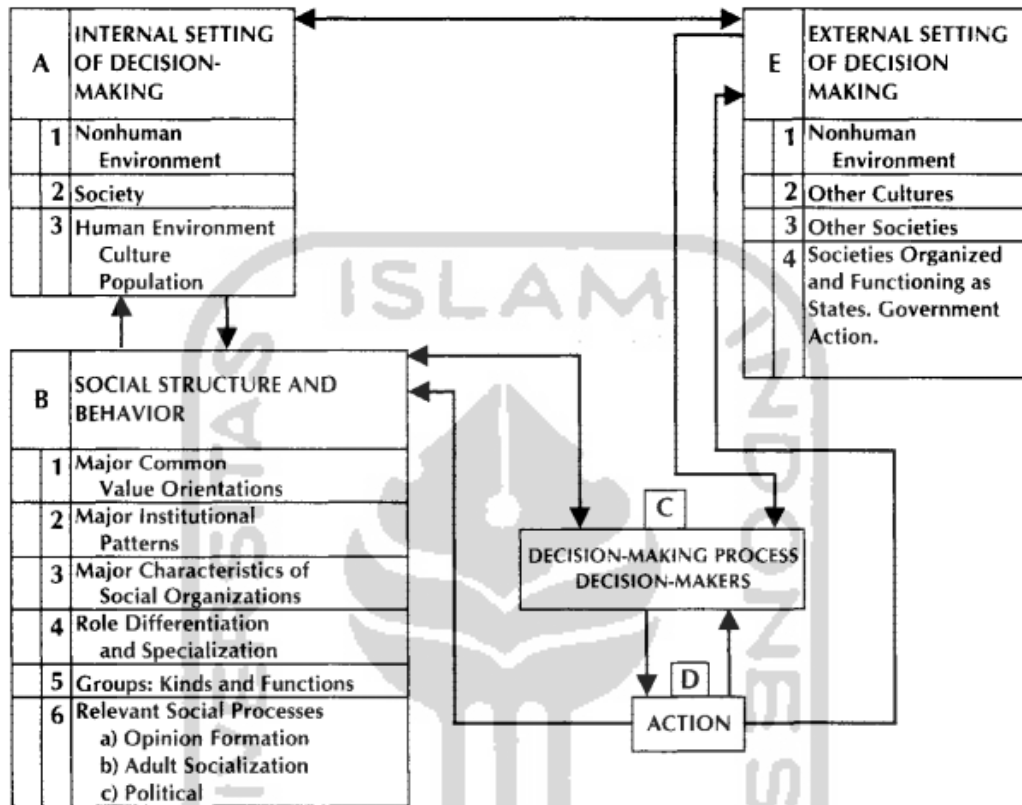 A
INTERNAL SETTING
OF DECISION-
MAKING
1 Nonhuman
Environment
2 Society
3 Human Environment
Culture
Population
E
EXTERNAL SETTING
OF DECISION
MAKING
1 Nonhuman
Environment
2 Other Cultures
3 Other Societies
4 Societies Organized
and Functioning as
States. Government
Action.
B
SOCIAL STRUCTURE AND
BEHAVIOR
1 Major Common
Value Orientations
2 Major Institutional
Patterns
3 Major Characteristics of
Social Organizations
4 Role Differentiation
and Specialization
5 Groups: Kinds and Functions
6 Relevant Social Processes
a) Opinion Formation
b) Adult Socialization
c) Political
C
DECISION-MAKING PROCESS
DECISION-MAKERS
D
ACTION
ISLAM